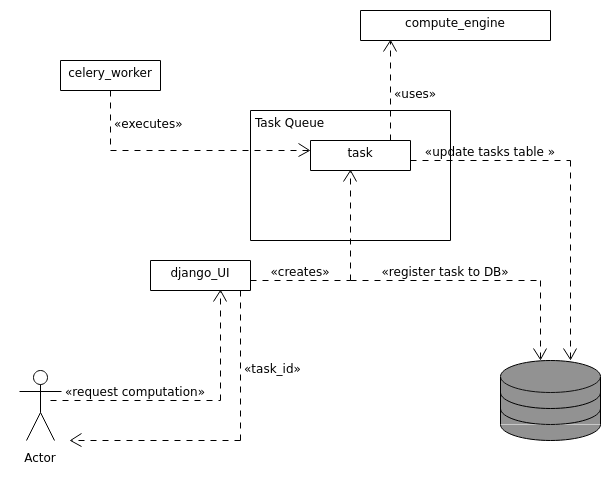 compute_engine
celery_worker
«uses»
«executes»
Task Queue
task
«update tasks table »
django_UI
«creates»
«register task to DB»
«task_id»
«request computation»
Actor